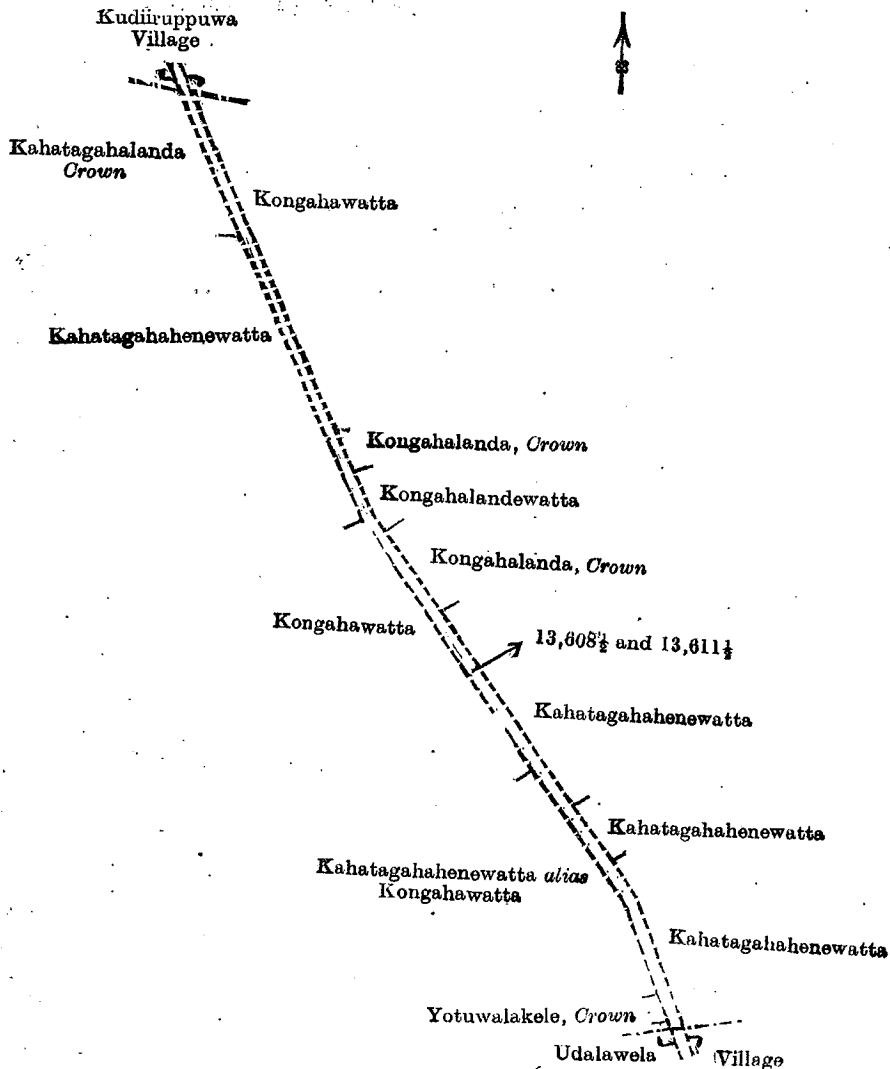 Kudiiruppuwa
Village
Kahatagahalanda
Crown
Kongahawatta
Kahatagahahenewatta
Kongahalanda, Crown
Kongahalandewatta
Kongahalanda, Crown
Kongahawatta
13,608½ and 13,611½
Kahatagahahenewatta
Kahatagahahenewatta
Kahatagahahenewatta alias
Kongahawatta
Kahatagahahenewatta
Yotuwalakele, Crown
Udalawela Village